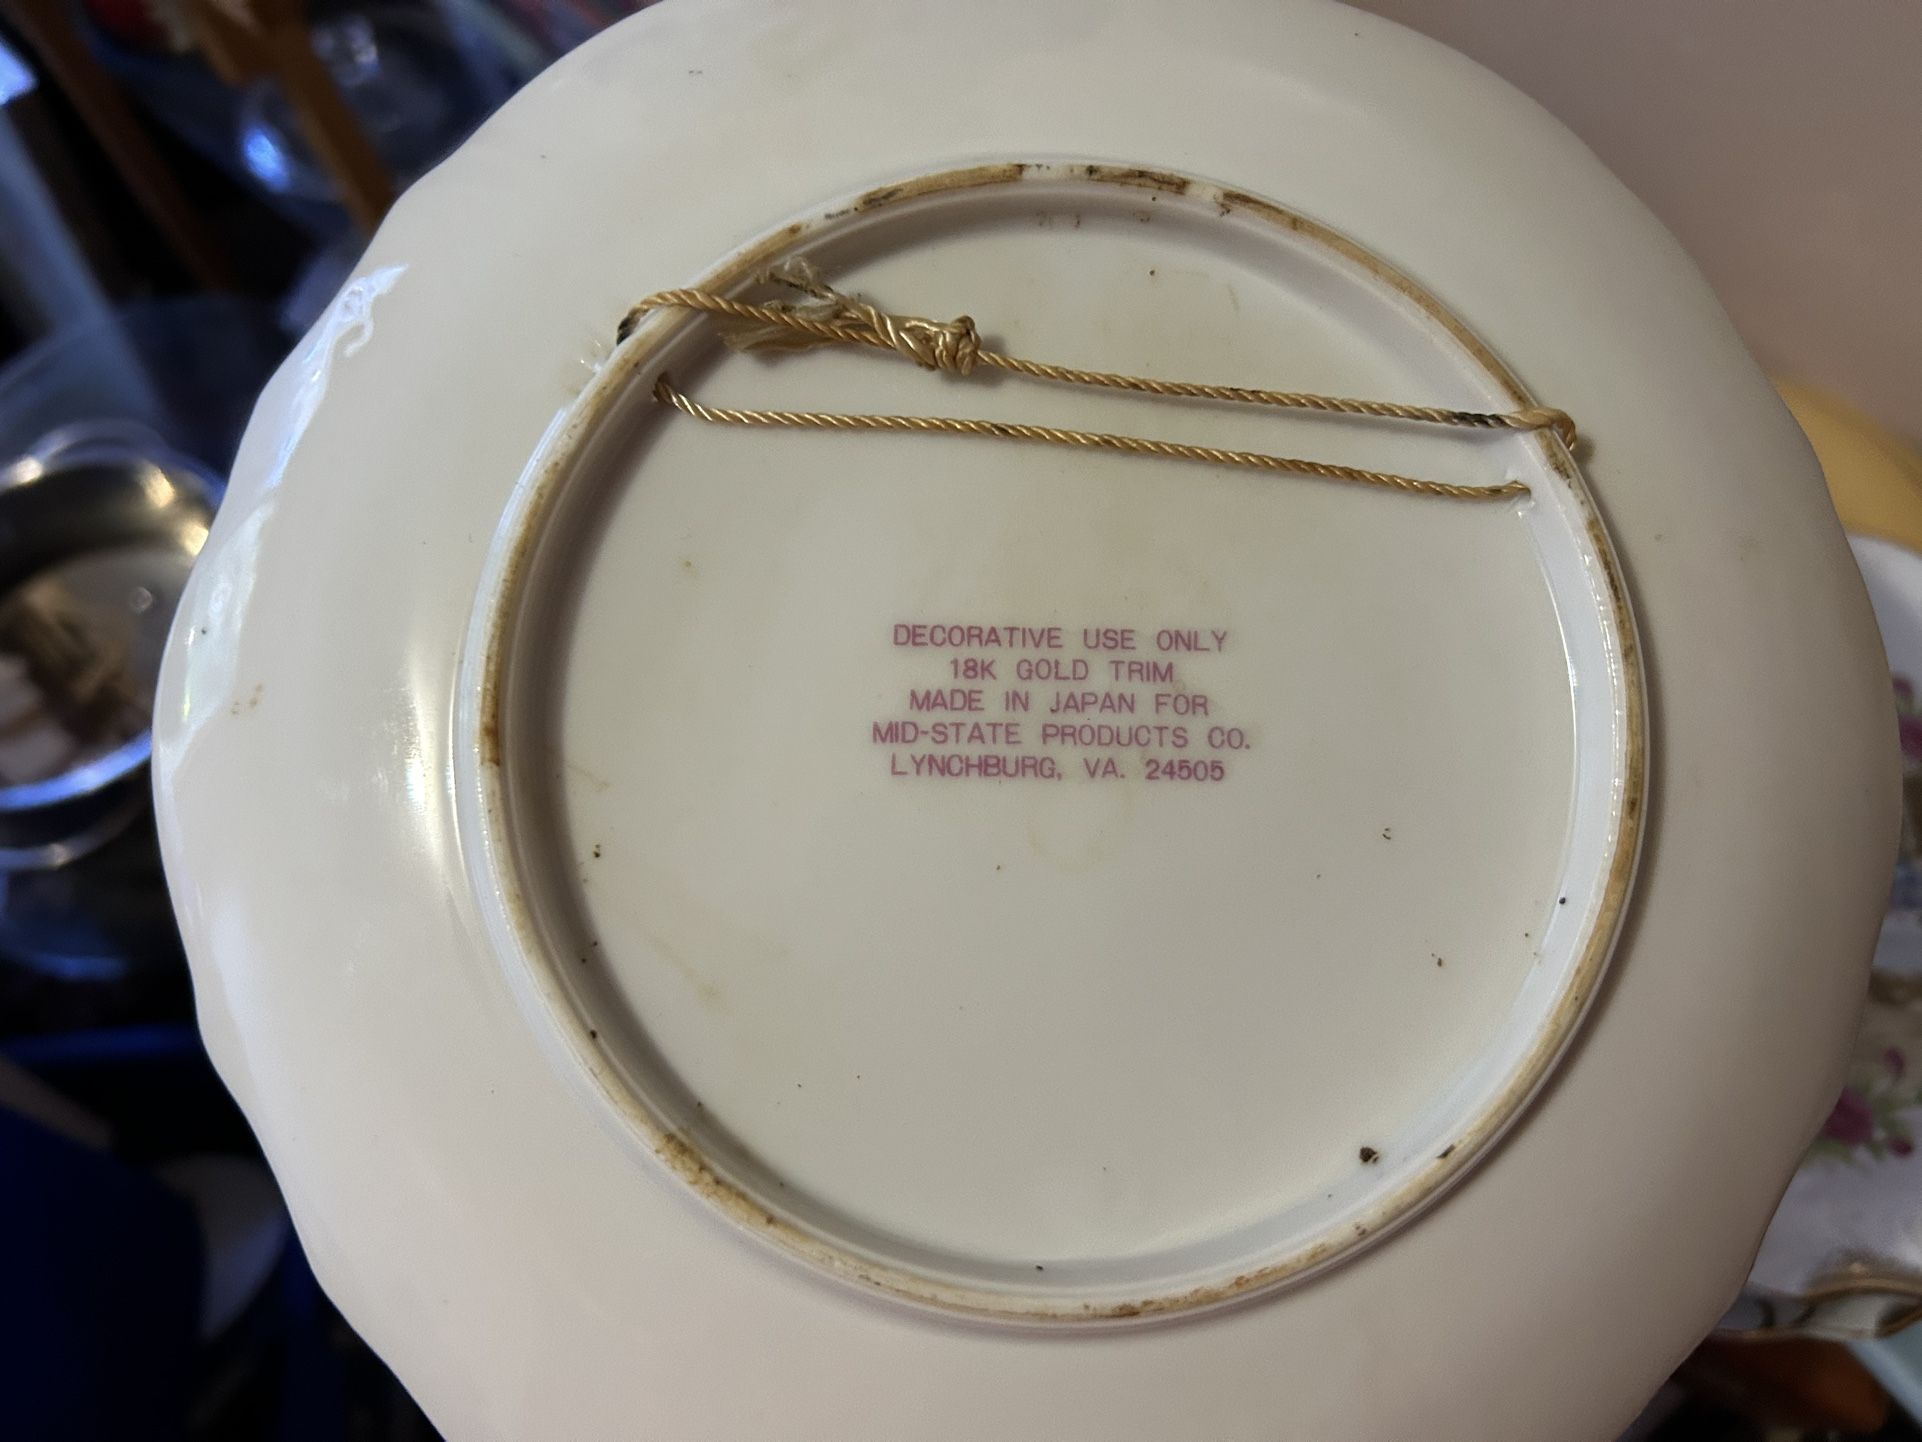 DECORATIVE USE ONLY
18K GOLD TRIM
MADE IN JAPAN FOR
MID-STATE PRODUCTS CO.
LYNCHBURG, VA. 24505